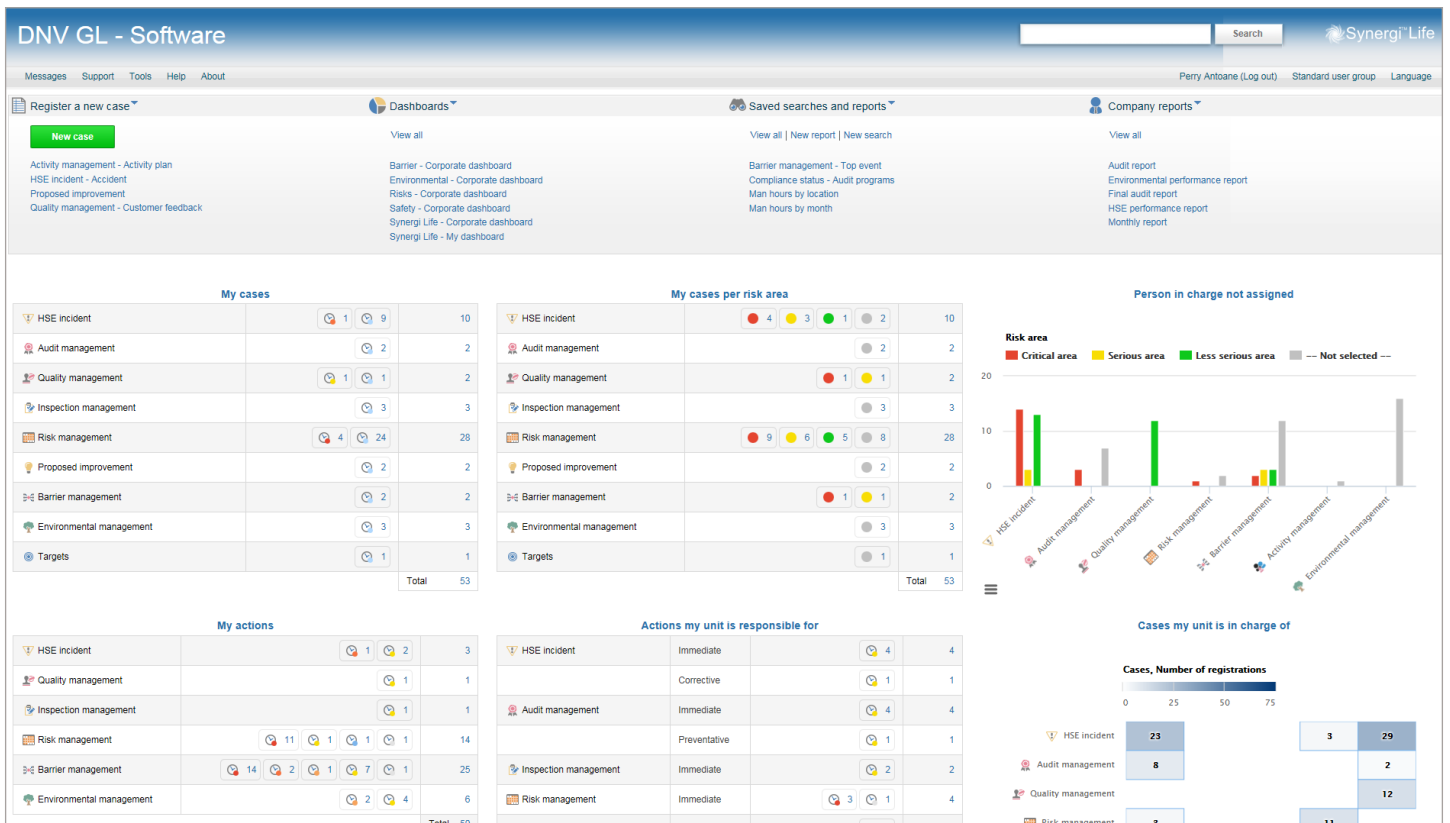 DNV GL - Software
Search
Synergi™Life
Messages Support Tools Help About
Perry Antoane (Log out) Standard user group Language
Register a new case
Dashboards
Saved searches and reports
Company reports
New case
Activity management - Activity plan
HSE incident - Accident
Proposed improvement
Quality management - Customer feedback
View all
Barrier - Corporate dashboard
Environmental - Corporate dashboard
Risks - Corporate dashboard
Safety - Corporate dashboard
Synergi Life - Corporate dashboard
Synergi Life - My dashboard
View all | New report | New search
Barrier management - Top event
Compliance status - Audit programs
Man hours by location
Man hours by month
View all
Audit report
Environmental performance report
Final audit report
HSE performance report
Monthly report
My cases
HSE incident 1 9 10
Audit management 2 2
Quality management 1 1 2
Inspection management 3 3
Risk management 4 24 28
Proposed improvement 2 2
Barrier management 2 2
Environmental management 3 3
Targets 1 1
Total 53
My cases per risk area
HSE incident 4 3 1 2 10
Audit management 2 2
Quality management 1 1 2
Inspection management 3 3
Risk management 9 6 5 8 28
Proposed improvement 2 2
Barrier management 1 1 2
Environmental management 3 3
Targets 1 1
Total 53
Person in charge not assigned
Risk area
Critical area Serious area Less serious area -- Not selected --
20
10
0
HSE incident
Audit management
Quality management
Risk management
Barrier management
Activity management
Environmental management
My actions
HSE incident 1 2 3
Quality management 1 1
Inspection management 1 1
Risk management 11 1 1 1 14
Barrier management 14 2 1 7 1 25
Environmental management 2 4 6
Total 50
Actions my unit is responsible for
HSE incident Immediate 4 4
Corrective 1 1
Audit management Immediate 4 4
Preventative 1 1
Inspection management Immediate 2 2
Risk management Immediate 3 1 4
Cases my unit is in charge of
Cases, Number of registrations
0 25 50 75
HSE incident 23 3 29
Audit management 8 2
Quality management 12
Risk management 3 11